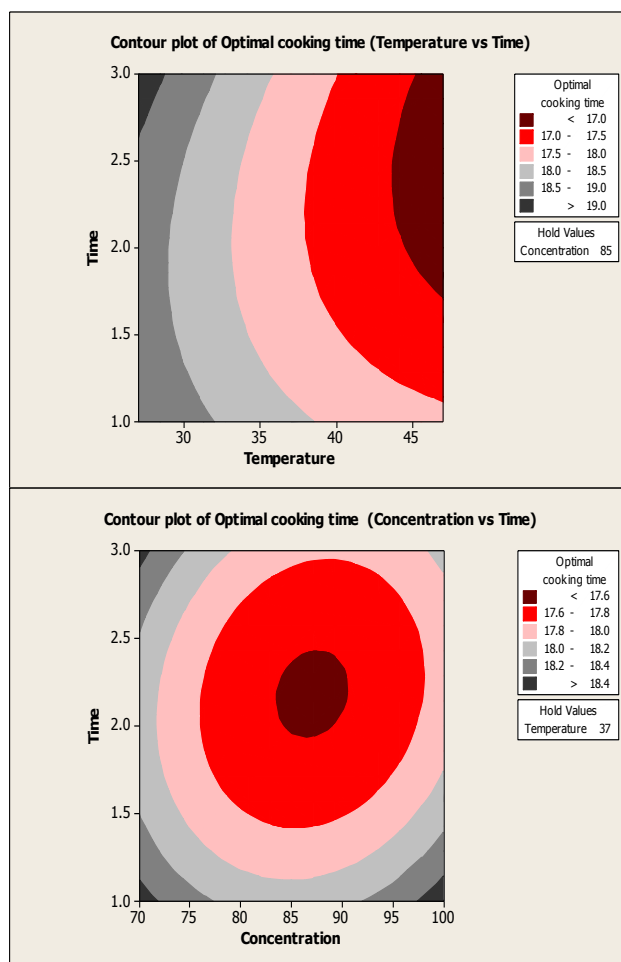 Contour plot of Optimal cooking time (Temperature vs Time)
Optimal
cooking time
< 17.0
17.0 - 17.5
17.5 - 18.0
18.0 - 18.5
18.5 - 19.0
> 19.0
Hold Values
Concentration 85
3.0
2.5
2.0
1.5
1.0
Time
30 35 40 45
Temperature
Contour plot of Optimal cooking time (Concentration vs Time)
Optimal
cooking time
< 17.6
17.6 - 17.8
17.8 - 18.0
18.0 - 18.2
18.2 - 18.4
> 18.4
Hold Values
Temperature 37
3.0
2.5
2.0
1.5
1.0
Time
70 75 80 85 90 95 100
Concentration